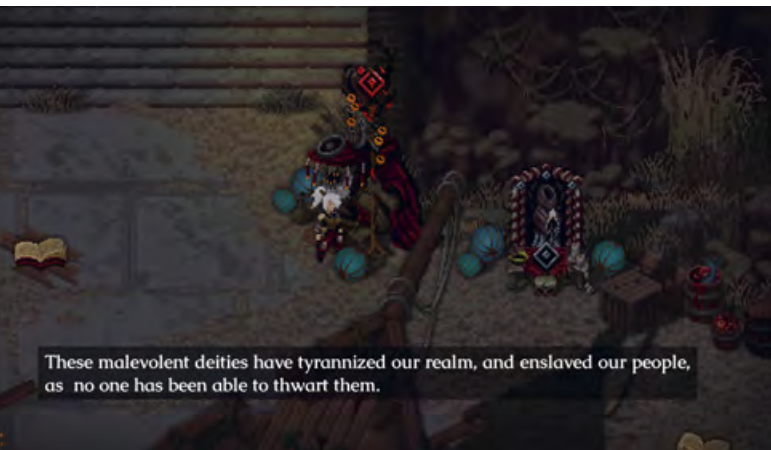 These malevolent deities have tyrannized our realm, and enslaved our people,
as  no one has been able to thwart them.